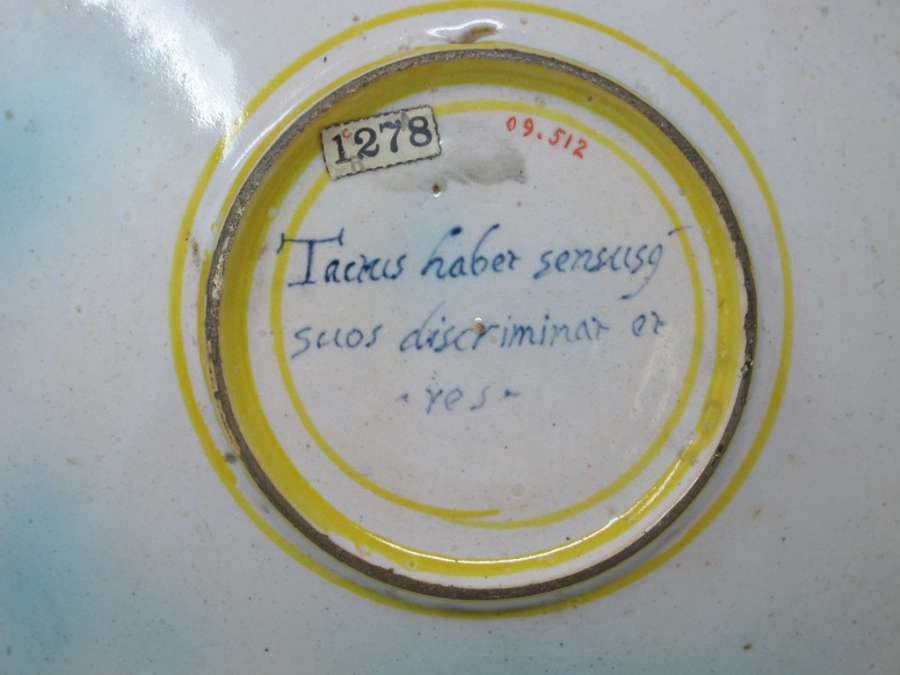 1278
09.512
Tactus habet sensusq̄
suos discriminat et
~ res ~